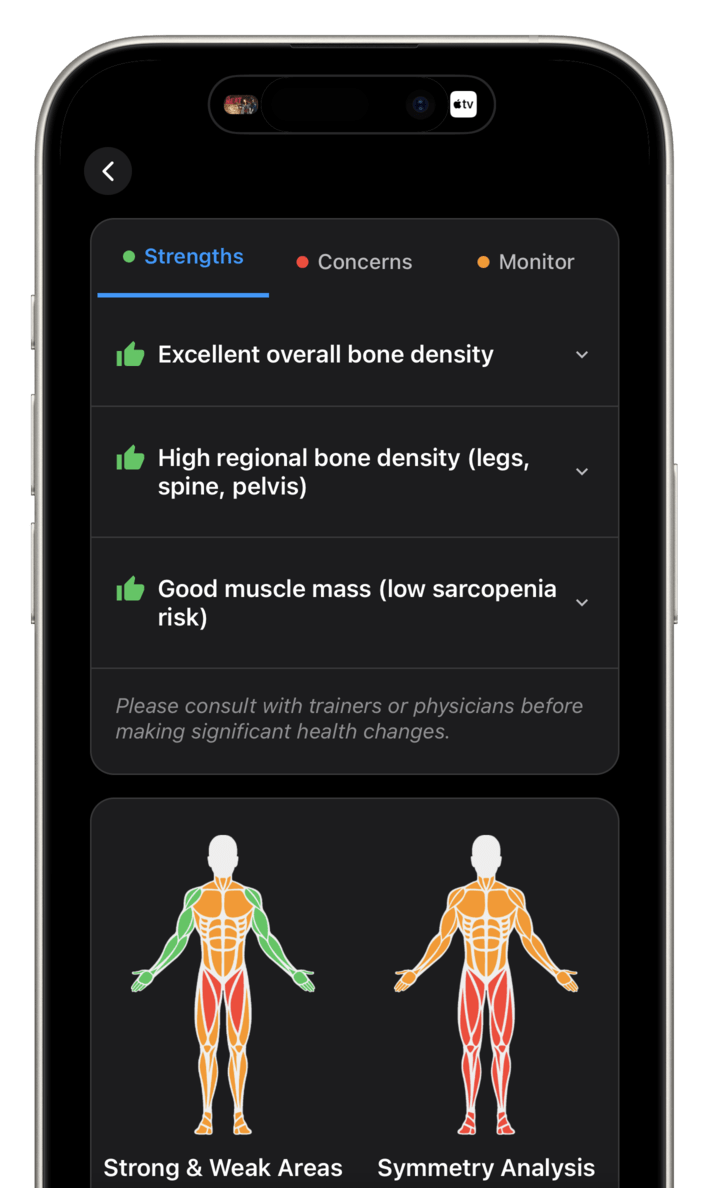 tv
Strengths
Concerns
Monitor
Excellent overall bone density
High regional bone density (legs,
spine, pelvis)
Good muscle mass (low sarcopenia
risk)
Please consult with trainers or physicians before
making significant health changes.
Strong & Weak Areas
Symmetry Analysis